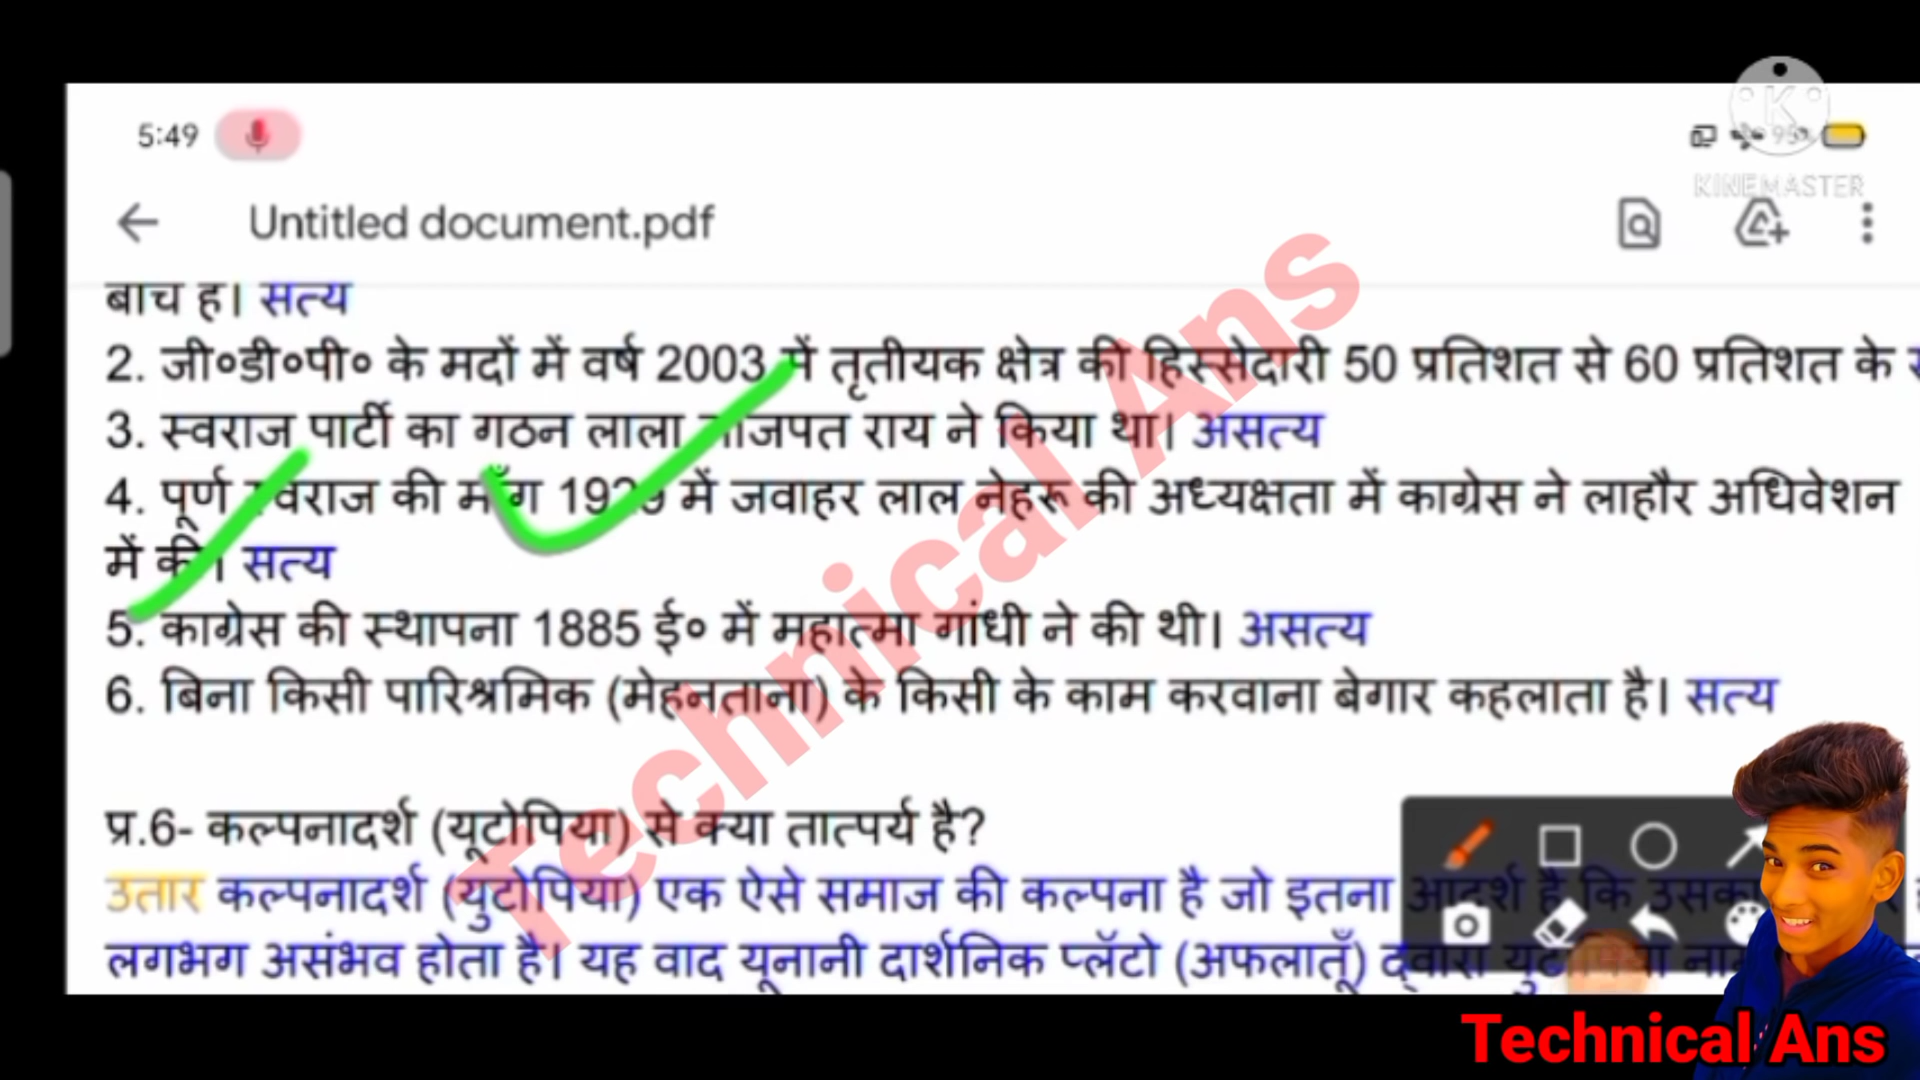 5:49
KINEMASTER
Untitled document.pdf
बीच है। सत्य
2. जी०डी०पी० के मदों में वर्ष 2003 में तृतीयक क्षेत्र की हिस्सेदारी 50 प्रतिशत से 60 प्रतिशत के
3. स्वराज पार्टी का गठन लाला लाजपत राय ने किया था। असत्य
4. पूर्ण स्वराज की माँग 1929 में जवाहर लाल नेहरू की अध्यक्षता में काग्रेस ने लाहौर अधिवेशन
में की। सत्य
5. काग्रेस की स्थापना 1885 ई० में महात्मा गांधी ने की थी। असत्य
6. बिना किसी पारिश्रमिक (मेहनताना) के किसी के काम करवाना बेगार कहलाता है। सत्य
प्र.6- कल्पनादर्श (यूटोपिया) से क्या तात्पर्य है?
उतार कल्पनादर्श (युटोपिया) एक ऐसे समाज की कल्पना है जो इतना आदर्श है कि
लगभग असंभव होता है। यह वाद यूनानी दार्शनिक प्लॅटो (अफलातूँ) द्वारा
Technical Ans
Technical Ans